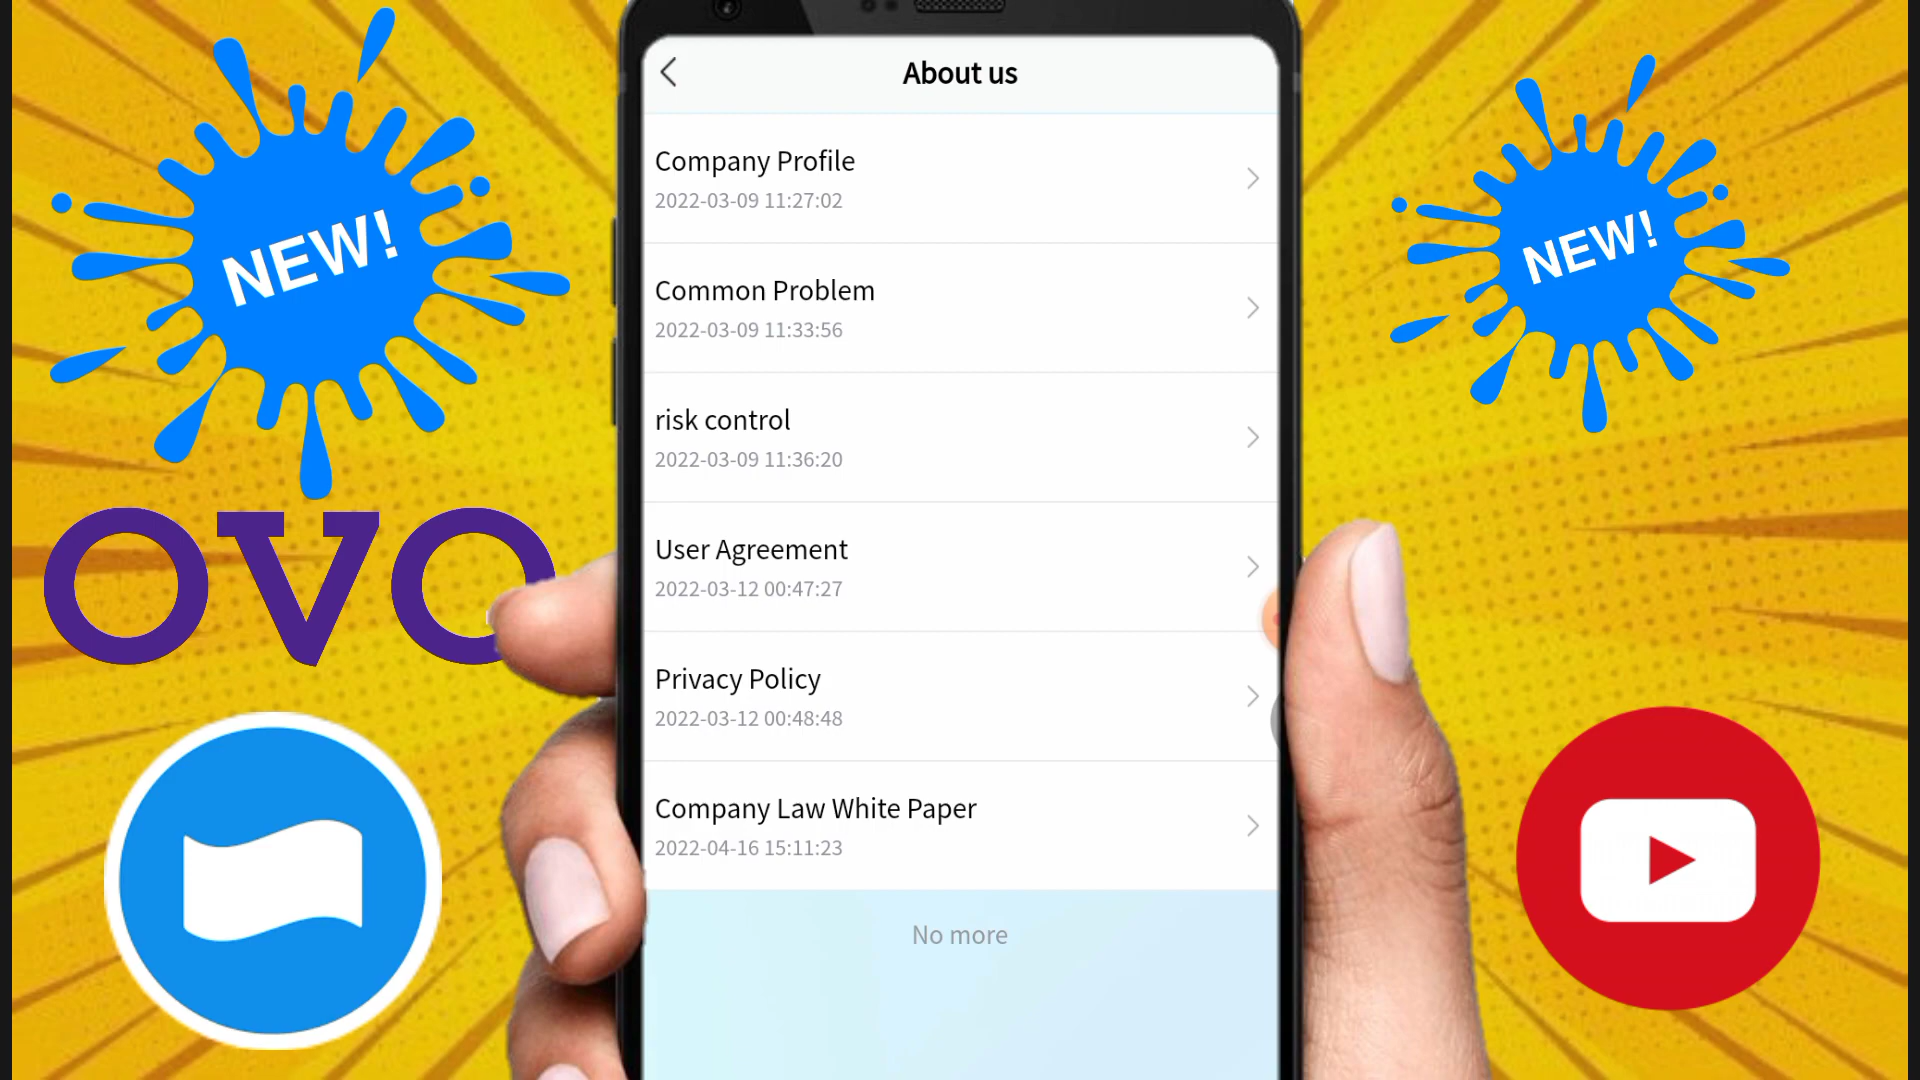 About us
Company Profile
2022-03-09 11:27:02
Common Problem
2022-03-09 11:33:56
risk control
2022-03-09 11:36:20
User Agreement
2022-03-12 00:47:27
Privacy Policy
2022-03-12 00:48:48
Company Law White Paper
2022-04-16 15:11:23
No more
NEW!
NEW!
OVO